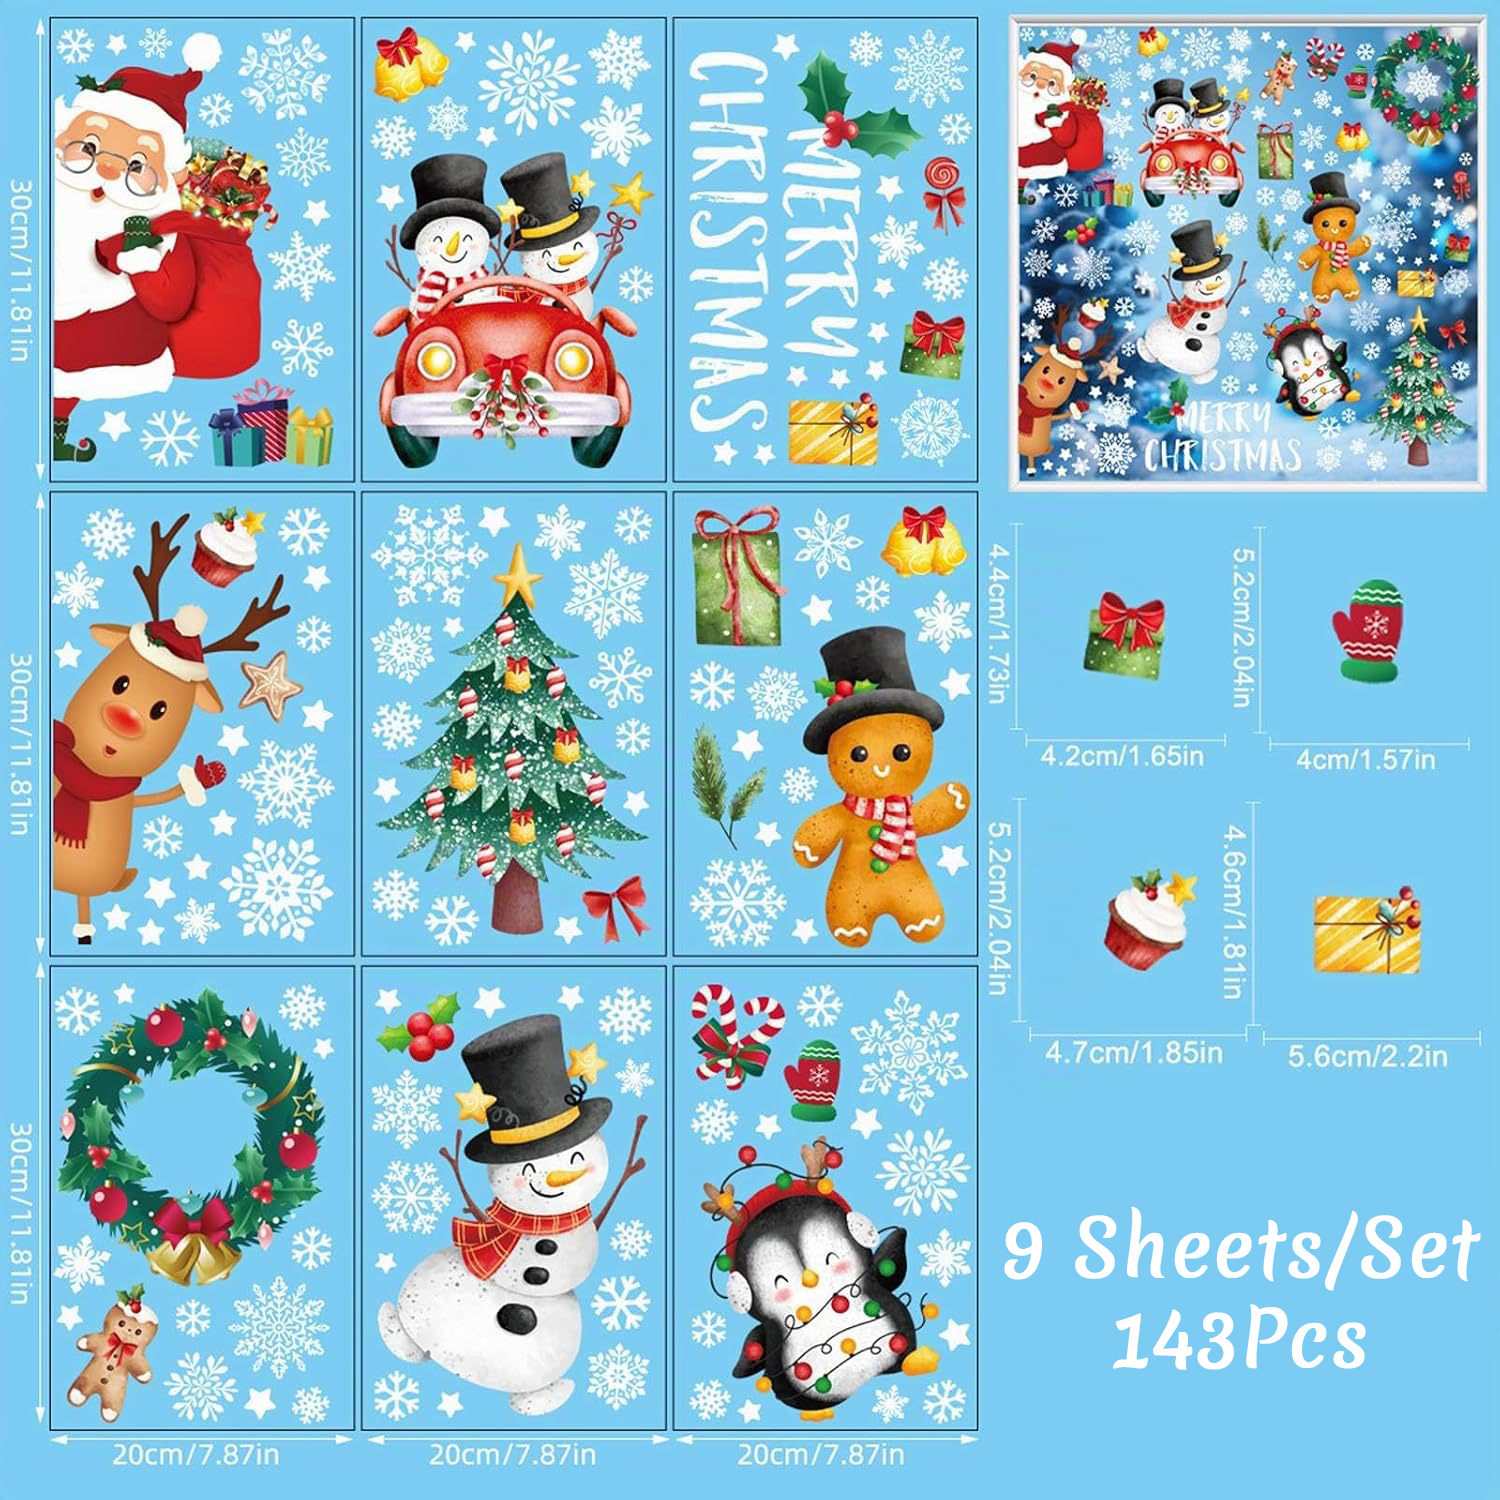 30cm/11.81in
MERRY
CHRISTMAS
MERRY
CHRISTMAS
30cm/11.81in
4.4cm/1.73in
4.2cm/1.65in
5.2cm/2.04in
4cm/1.57in
5.2cm/2.04in
4.7cm/1.85in
4.6cm/1.81in
5.6cm/2.2in
30cm/11.81in
9 Sheets/Set
143Pcs
20cm/7.87in
20cm/7.87in
20cm/7.87in